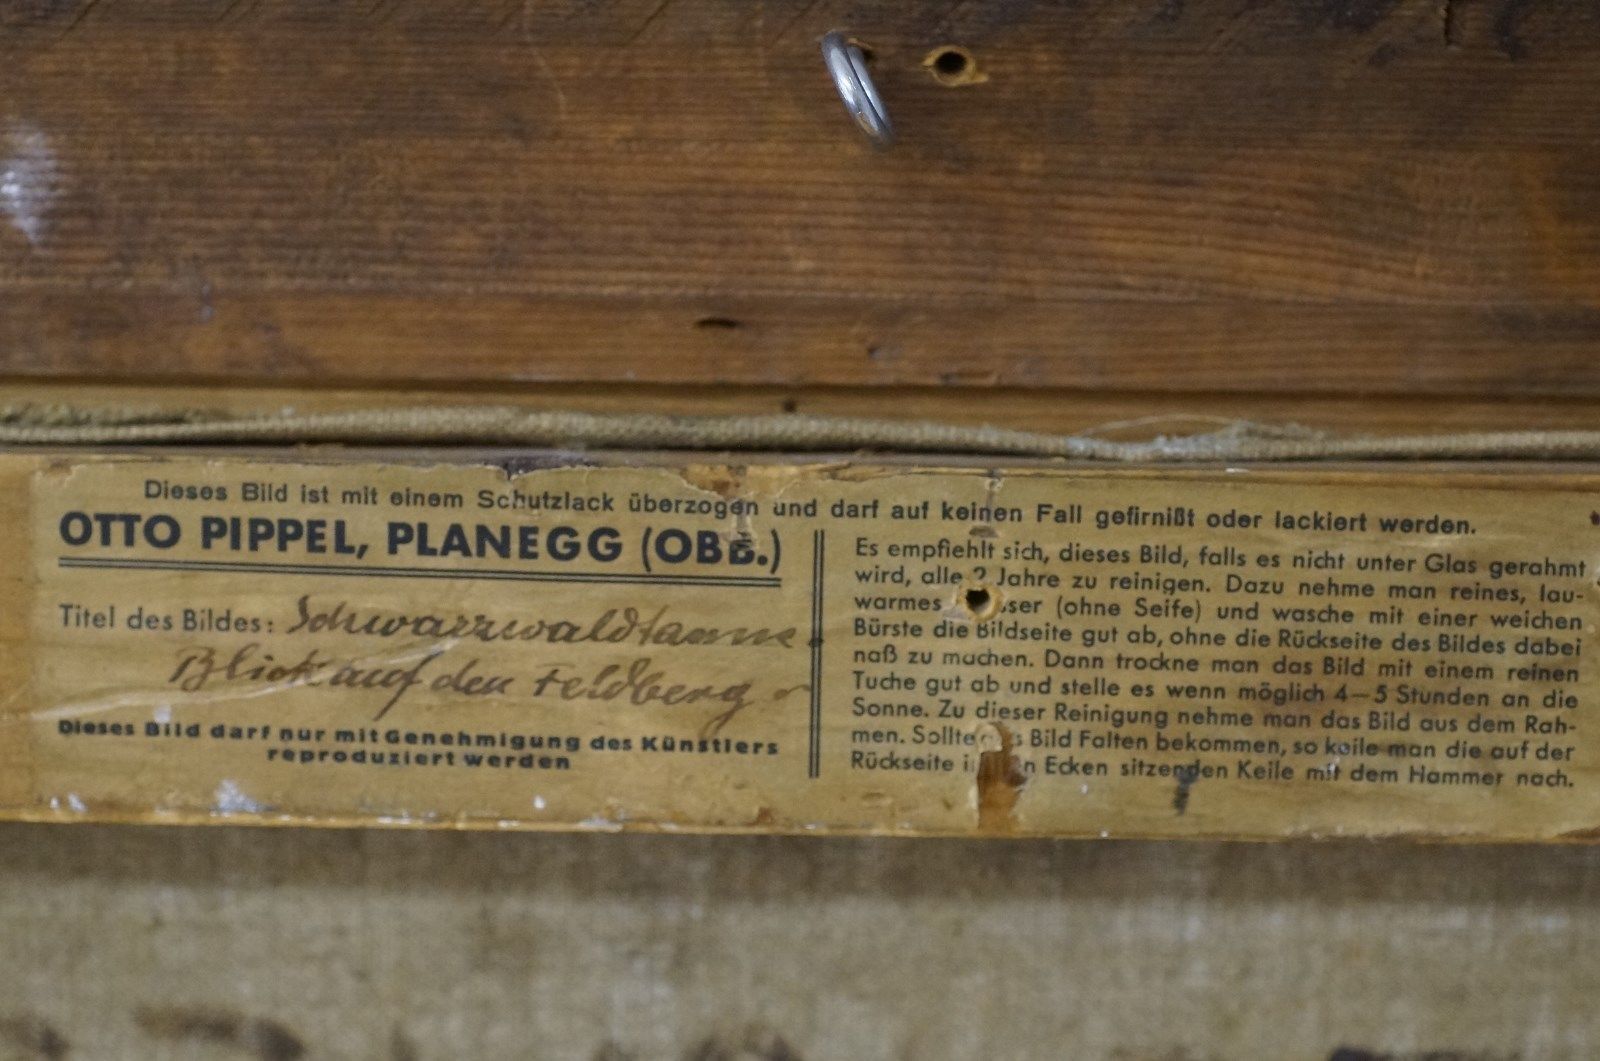 Dieses Bild ist mit einem Schutzlack überzogen und darf auf keinen Fall gefirnißt oder lackiert werden.
OTTO PIPPEL, PLANEGG (OBB.)
Titel des Bildes: Schwarzwaldtanne
Blick auf den Feldberg
Dieses Bild darf nur mit Genehmigung des Künstlers
reproduziert werden
Es empfiehlt sich, dieses Bild, falls es nicht unter Glas gerahmt
wird, alle 2 Jahre zu reinigen. Dazu nehme man reines, lau-
warmes (ohne Seife) und wasche mit einer weichen
Bürste die Bildseite gut ab, ohne die Rückseite des Bildes dabei
naß zu machen. Dann trockne man das Bild mit einem reinen
Tuche gut ab und stelle es wenn möglich 4–5 Stunden an die
Sonne. Zu dieser Reinigung nehme man das Bild aus dem Rah-
men. Sollte Bild Falten bekommen, so keile man die auf der
Rückseite Ecken sitzenden Keile mit dem Hammer nach.